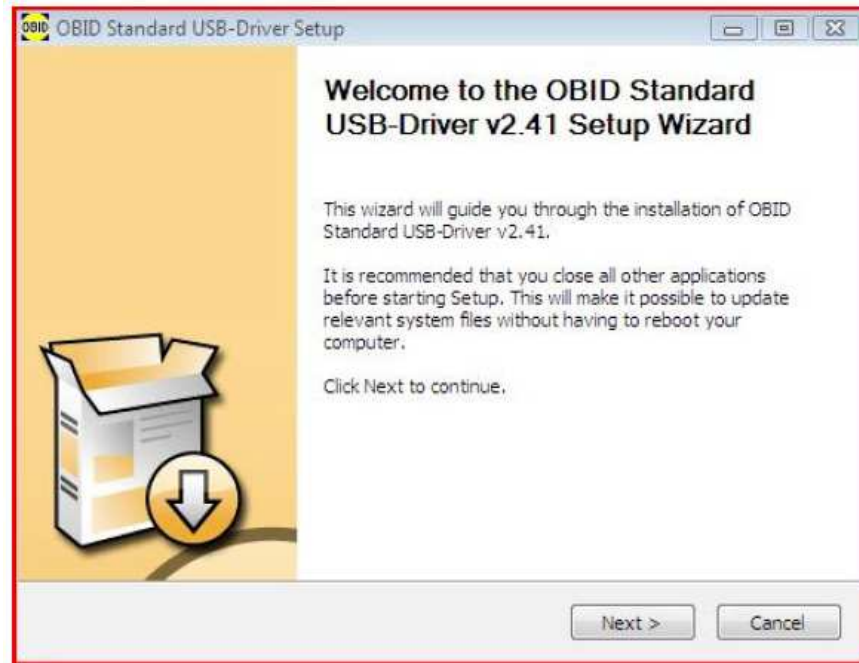 OBID OBID Standard USB-Driver Setup
Welcome to the OBID Standard
USB-Driver v2.41 Setup Wizard
This wizard will guide you through the installation of OBID
Standard USB-Driver v2.41.
It is recommended that you close all other applications
before starting Setup. This will make it possible to update
relevant system files without having to reboot your
computer.
Click Next to continue.
Next >
Cancel